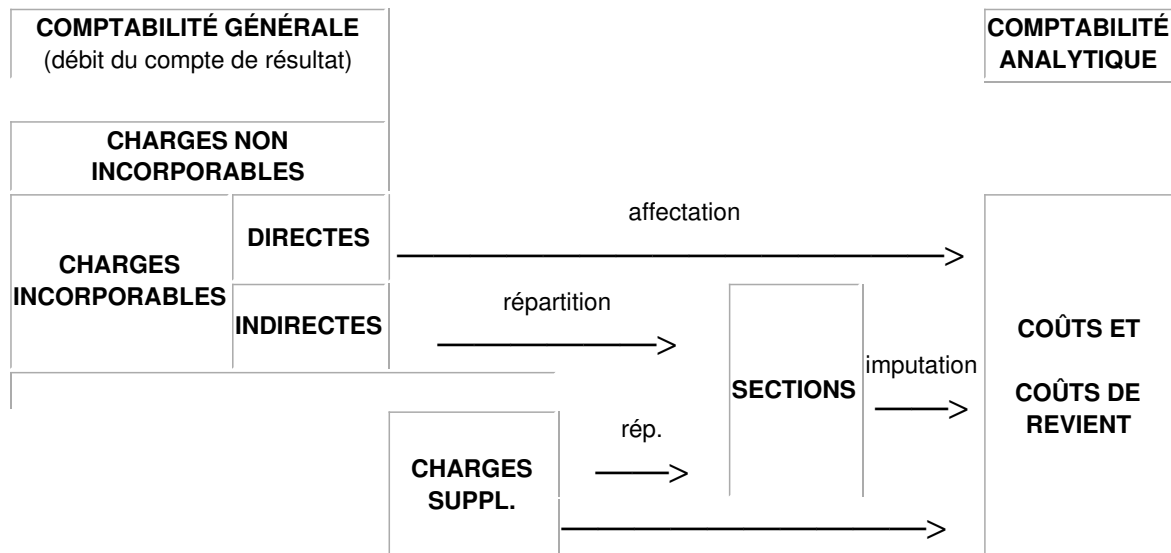 COMPTABILITÉ GÉNÉRALE
(débit du compte de résultat)
COMPTABILITÉ
ANALYTIQUE
CHARGES NON
INCORPORABLES
CHARGES
INCORPORABLES
DIRECTES
affectation
INDIRECTES
répartition
SECTIONS
imputation
COÛTS ET
COÛTS DE
REVIENT
CHARGES
SUPPL.
rép.